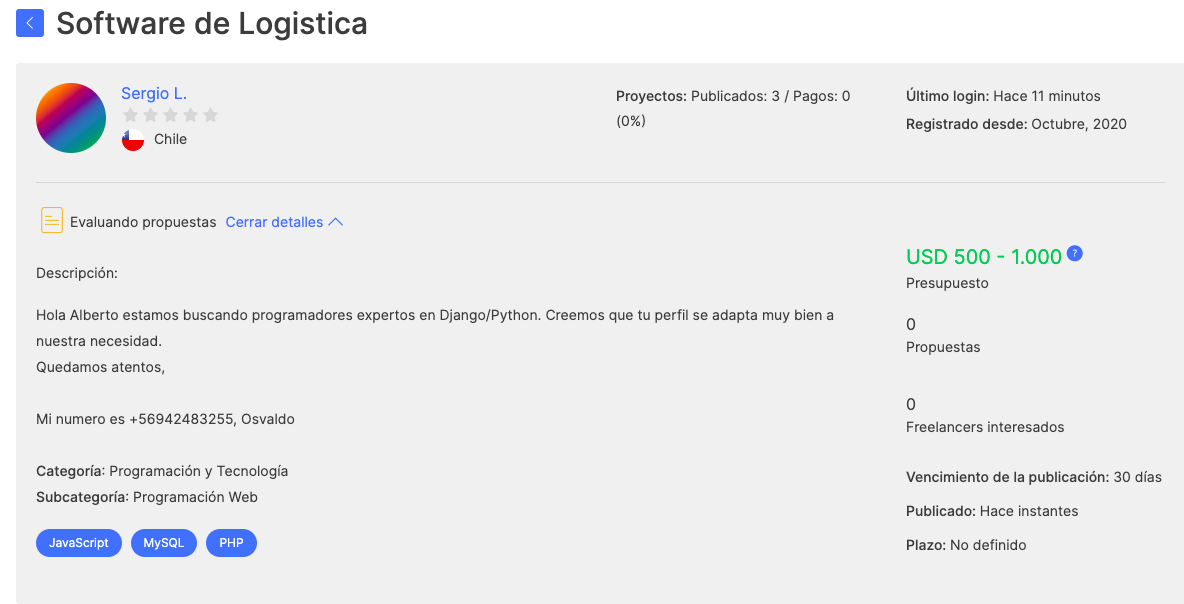 Software de Logistica
Sergio L.
Chile
Proyectos: Publicados: 3 / Pagos: 0
(0%)
Último login: Hace 11 minutos
Registrado desde: Octubre, 2020
Evaluando propuestas Cerrar detalles
Descripción:
Hola Alberto estamos buscando programadores expertos en Django/Python. Creemos que tu perfil se adapta muy bien a
nuestra necesidad.
Quedamos atentos,
Mi numero es +56942483255, Osvaldo
Categoría: Programación y Tecnología
Subcategoría: Programación Web
JavaScript MySQL PHP
USD 500 - 1.000 ?
Presupuesto
0
Propuestas
0
Freelancers interesados
Vencimiento de la publicación: 30 días
Publicado: Hace instantes
Plazo: No definido